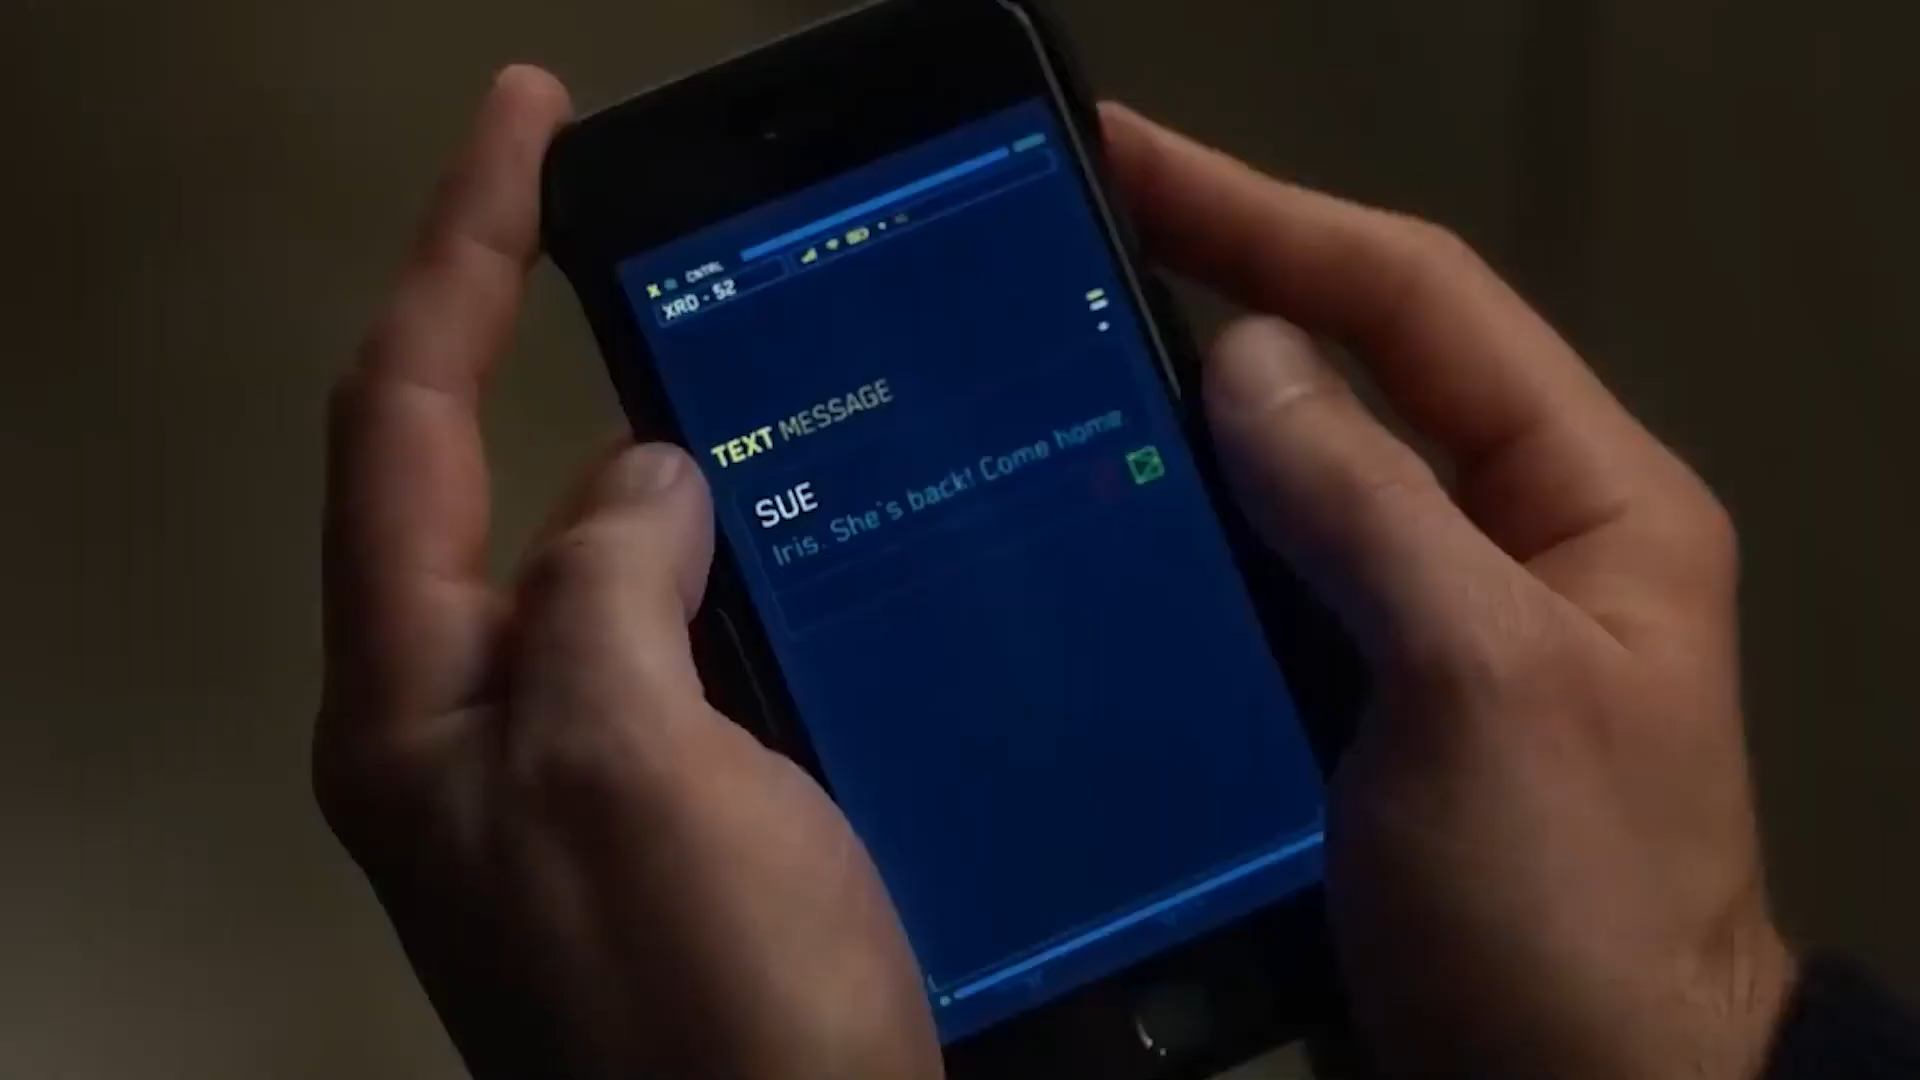 CNTRL
XRD - 52
TEXT MESSAGE
SUE
Iris. She's back! Come home.